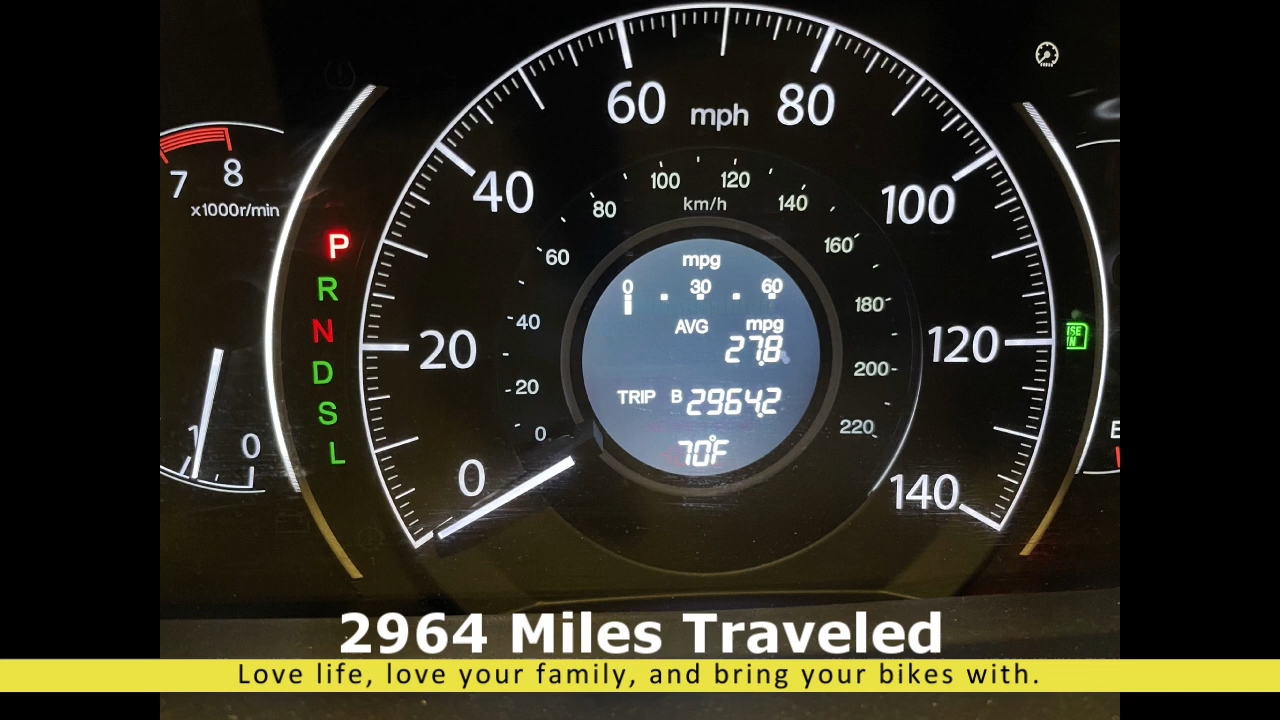 60 mph 80
7 8
x1000r/min
40
100
80 100 120 140
km/h
60
160
P
R
N
D
S
L
mpg
0 30 60
AVG mpg
27.8
TRIP B 2964.2
70°F
40
180
20
120
20
200
0
220
1 0
0
140
E
2964 Miles Traveled
Love life, love your family, and bring your bikes with.